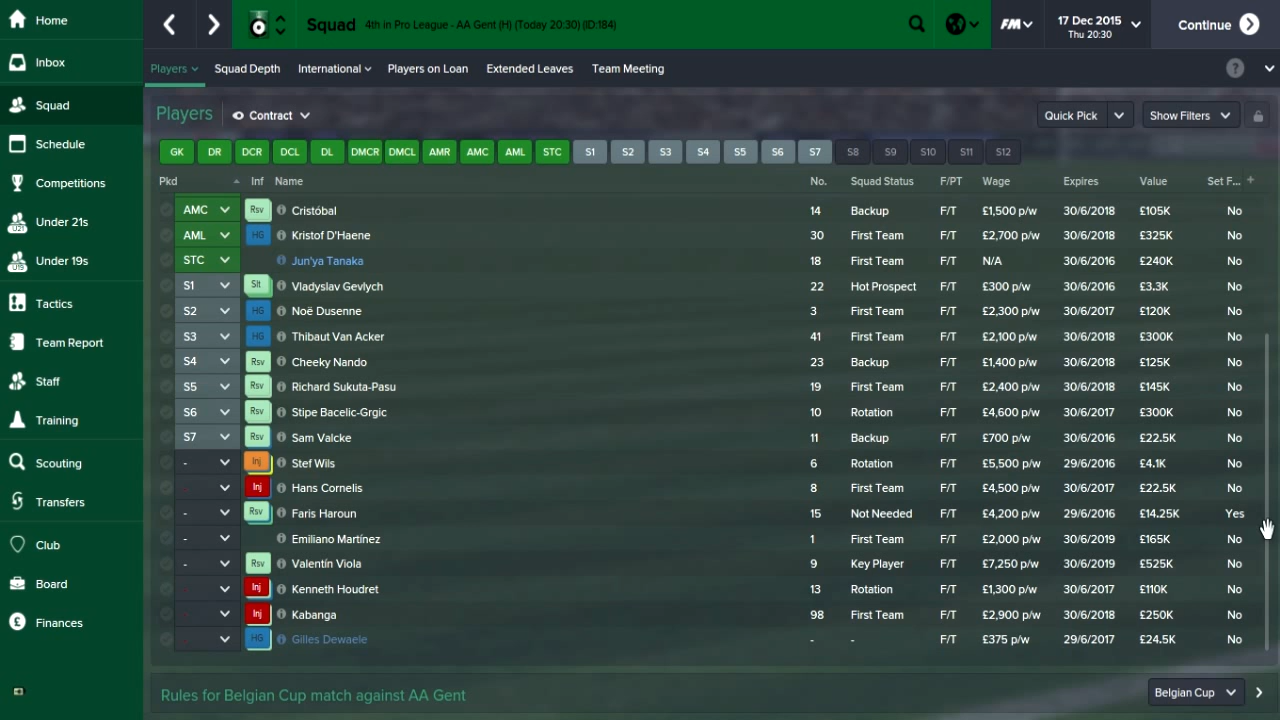 Home
Inbox
Squad
Schedule
Competitions
Under 21s
Under 19s
Tactics
Team Report
Staff
Training
Scouting
Transfers
Club
Board
Finances
Squad 4th in Pro League - AA Gent (H) (Today 20:30) (ID:184) FM 17 Dec 2015 Thu 20:30 Continue
Players Squad Depth International Players on Loan Extended Leaves Team Meeting ?
Players Contract Quick Pick Show Filters
GK DR DCR DCL DL DMCR DMCL AMR AMC AML STC S1 S2 S3 S4 S5 S6 S7 S8 S9 S10 S11 S12
Pkd Inf Name No. Squad Status F/PT Wage Expires Value Set F... +
AMC Rsv Cristóbal 14 Backup F/T £1,500 p/w 30/6/2018 £105K No
AML HG Kristof D'Haene 30 First Team F/T £2,700 p/w 30/6/2018 £325K No
STC Jun'ya Tanaka 18 First Team F/T N/A 30/6/2016 £240K No
S1 Slt Vladyslav Gevlych 22 Hot Prospect F/T £300 p/w 30/6/2016 £3.3K No
S2 HG Noë Dusenne 3 First Team F/T £2,300 p/w 30/6/2017 £120K No
S3 HG Thibaut Van Acker 41 First Team F/T £2,100 p/w 30/6/2018 £300K No
S4 Rsv Cheeky Nando 23 Backup F/T £1,400 p/w 30/6/2018 £125K No
S5 Rsv Richard Sukuta-Pasu 19 First Team F/T £2,400 p/w 30/6/2018 £145K No
S6 Rsv Stipe Bacelic-Grgic 10 Rotation F/T £4,600 p/w 30/6/2017 £300K No
S7 Rsv Sam Valcke 11 Backup F/T £700 p/w 30/6/2016 £22.5K No
- Inj Stef Wils 6 Rotation F/T £5,500 p/w 29/6/2016 £4.1K No
- Inj Hans Cornelis 8 First Team F/T £4,500 p/w 30/6/2017 £22.5K No
- Rsv Faris Haroun 15 Not Needed F/T £4,200 p/w 29/6/2016 £14.25K Yes
- Emiliano Martínez 1 First Team F/T £2,000 p/w 30/6/2019 £165K No
- Rsv Valentín Viola 9 Key Player F/T £7,250 p/w 30/6/2019 £525K No
- Inj Kenneth Houdret 13 Rotation F/T £1,300 p/w 30/6/2017 £110K No
- Inj Kabanga 98 First Team F/T £2,900 p/w 30/6/2018 £250K No
- HG Gilles Dewaele - - F/T £375 p/w 29/6/2017 £24.5K No
Rules for Belgian Cup match against AA Gent Belgian Cup